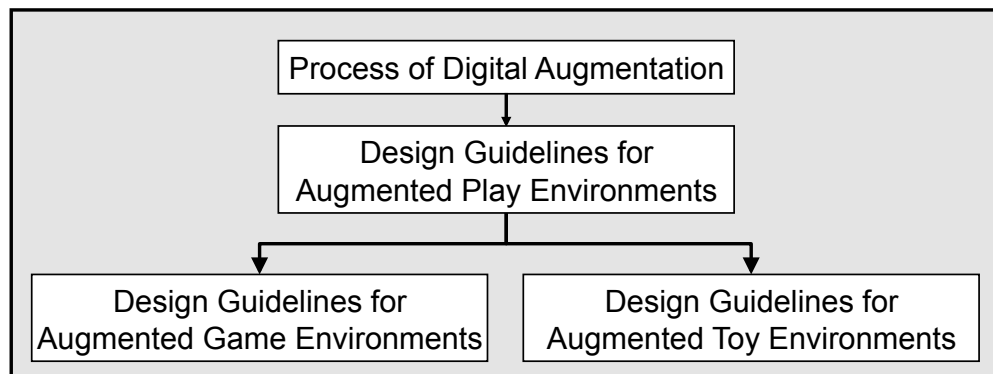 Process of Digital Augmentation
Design Guidelines for
Augmented Play Environments
Design Guidelines for
Augmented Game Environments
Design Guidelines for
Augmented Toy Environments